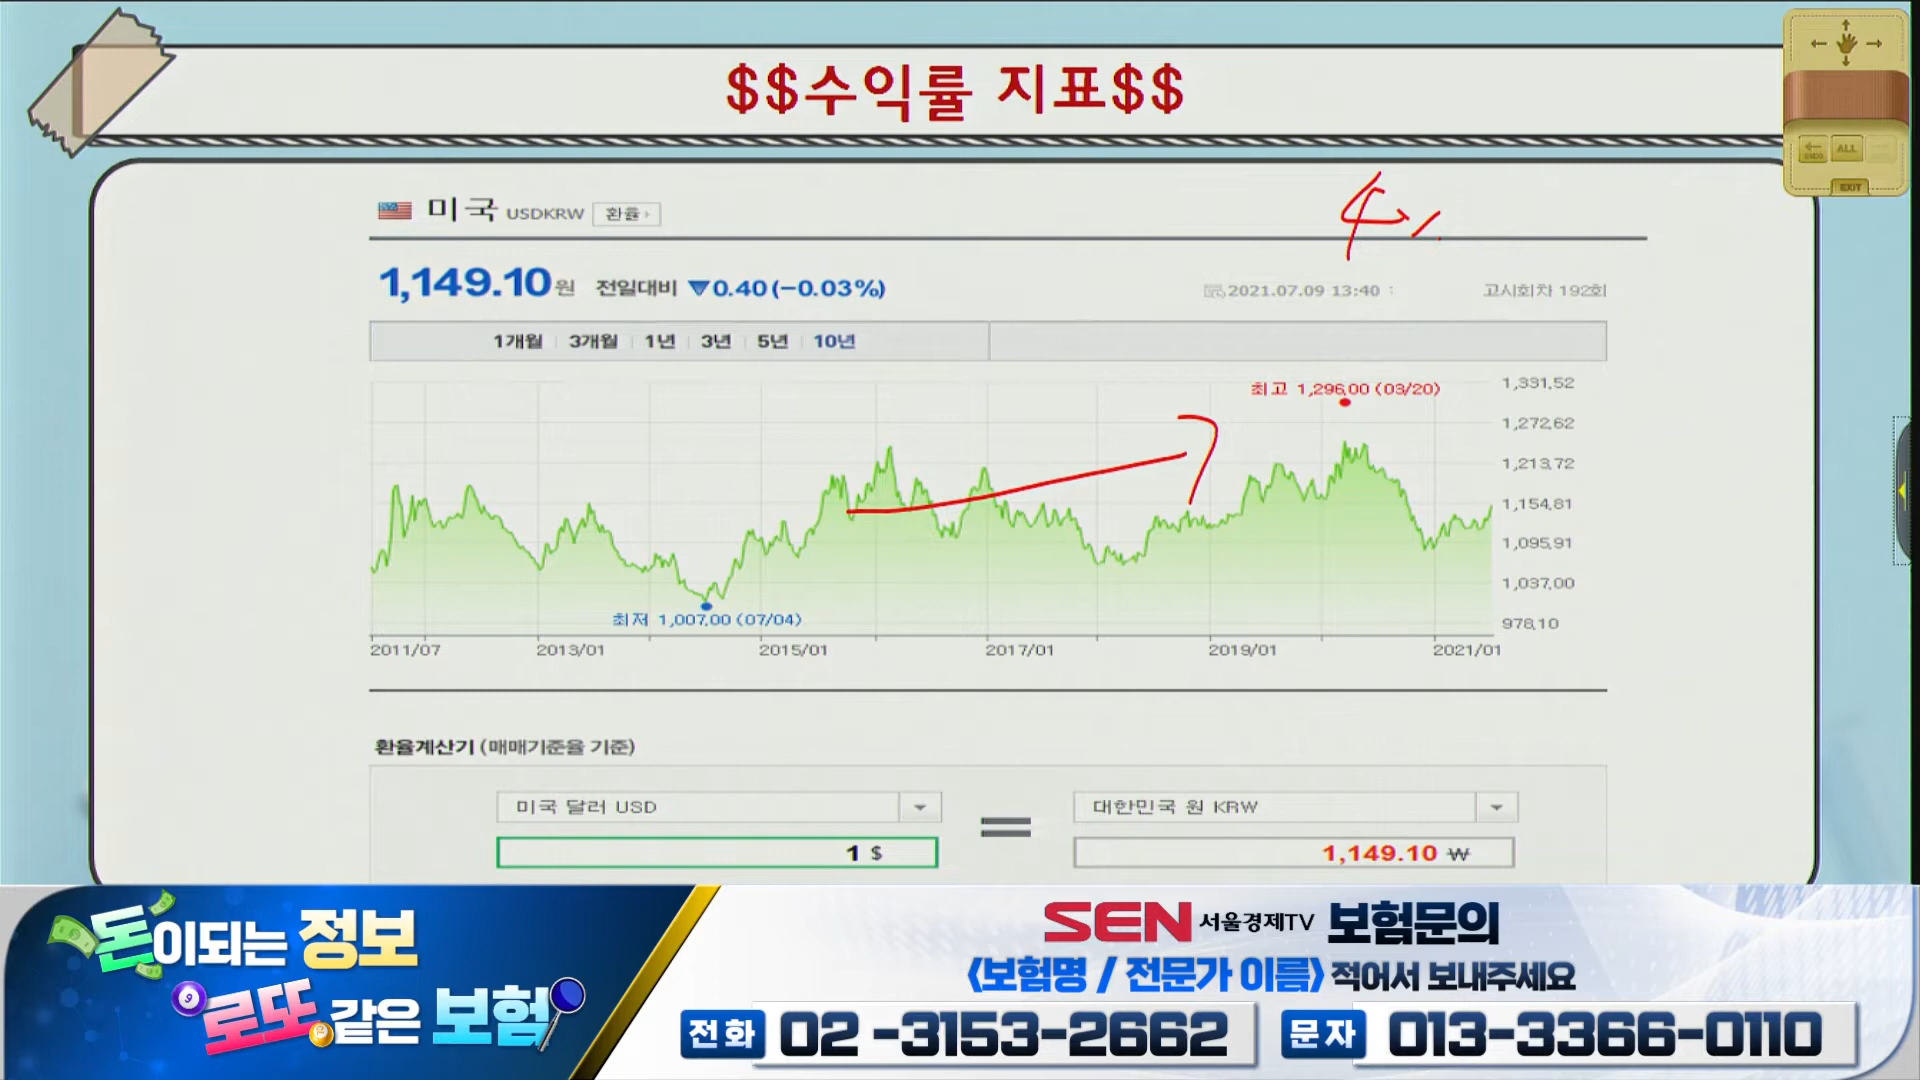 $$수익률 지표$$
UNDO ALL
EXIT
4%
미국 USDKRW 환율
1,149.10원 전일대비 ▼0.40(-0.03%)
2021.07.09 13:40 고시회차 192회
1개월 3개월 1년 3년 5년 10년
최고 1,296.00 (03/20)
1,331.52
1,272.62
1,213.72
1,154.81
1,095.91
1,037.00
978.10
최저 1,007.00 (07/04)
2011/07 2013/01 2015/01 2017/01 2019/01 2021/01
환율계산기 (매매기준율 기준)
미국 달러 USD 대한민국 원 KRW
1 $ = 1,149.10 ₩
돈이되는 정보
9 로또 같은 보험
SEN 서울경제TV 보험문의
<보험명 / 전문가 이름> 적어서 보내주세요
전화 02-3153-2662 문자 013-3366-0110